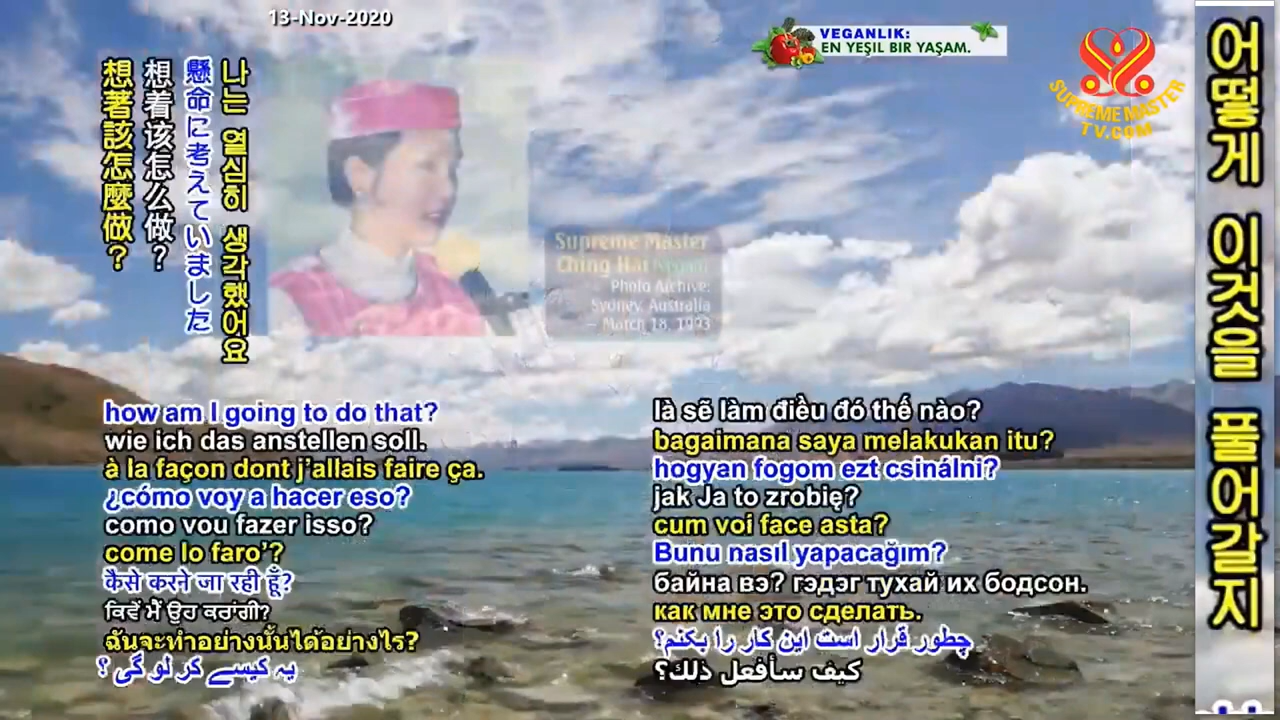 13-Nov-2020
VEGANLIK:
EN YEŞIL BIR YAŞAM.
SUPREME MASTER
TV.COM
어떻게 이것을 풀어갈지
나는 열심히 생각했어요
懸命に考えていました
想着该怎么做？
想著該怎麼做？
Supreme Master
Ching Hai (vegan)
Photo Archive:
Sydney, Australia
– March 18, 1993
how am I going to do that?
wie ich das anstellen soll.
à la façon dont j’allais faire ça.
¿cómo voy a hacer eso?
como vou fazer isso?
come lo faro’?
कैसे करने जा रही हूँ?
ਕਿਵੇਂ ਮੈਂ ਉਹ ਕਰਾਂਗੀ?
ฉันจะทำอย่างนั้นได้อย่างไร?
یہ کیسے کر لو گی ؟
là sẽ làm điều đó thế nào?
bagaimana saya melakukan itu?
hogyan fogom ezt csinálni?
jak Ja to zrobię?
cum voi face asta?
Bunu nasıl yapacağım?
байна вэ? гэдэг тухай их бодсон.
как мне это сделать.
چطور قرار است این کار را بکنم؟
كيف سأفعل ذلك؟